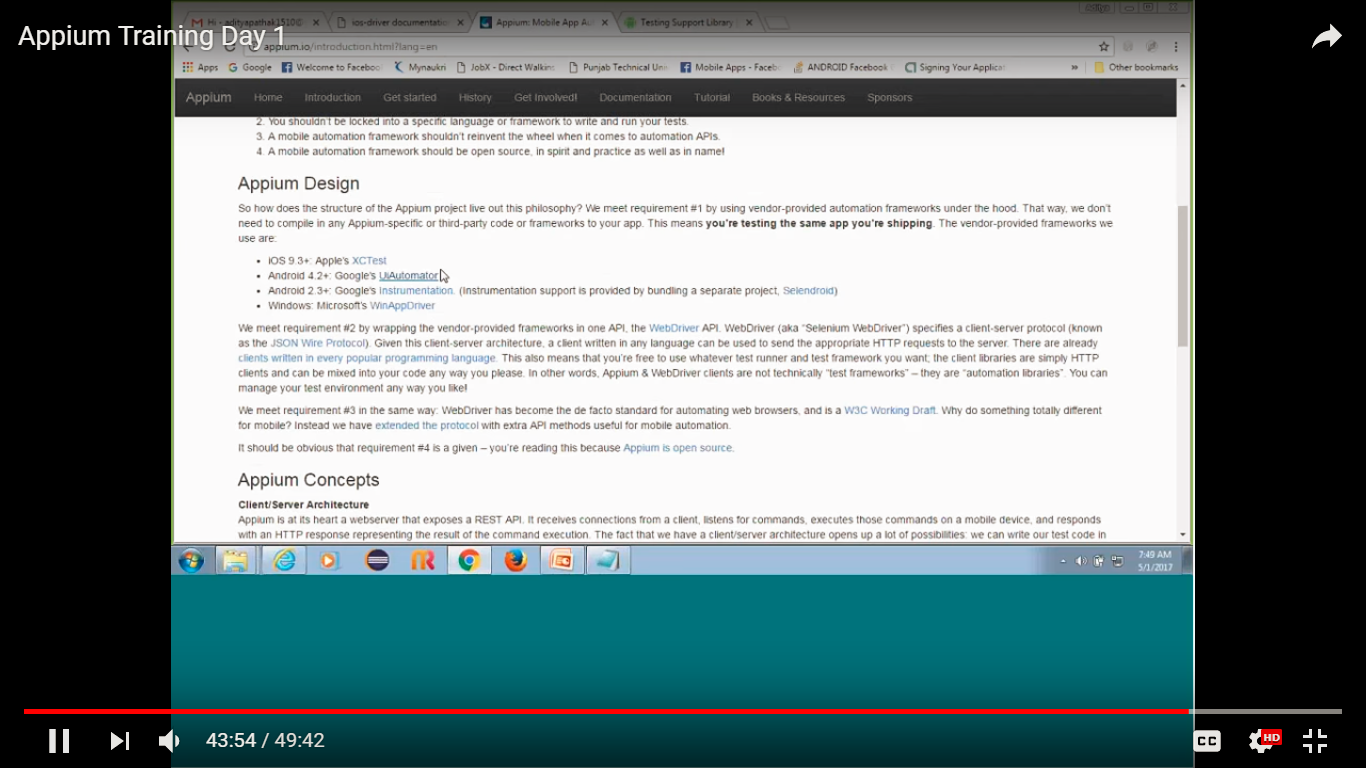 Appium Training Day 1
Hi - adityapathak1510@
ios-driver documentation
Appium: Mobile App Au
Testing Support Library
appium.io/introduction.html?lang=en
Apps Google Welcome to Facebook Mynaukri JobX - Direct Walkins Punjab Technical Uni Mobile Apps - Faceb ANDROID Facebook Signing Your Applicat » Other bookmarks
Appium Home Introduction Get started History Get Involved! Documentation Tutorial Books & Resources Sponsors
2. You shouldn't be locked into a specific language or framework to write and run your tests.
3. A mobile automation framework shouldn't reinvent the wheel when it comes to automation APIs.
4. A mobile automation framework should be open source, in spirit and practice as well as in name!
Appium Design
So how does the structure of the Appium project live out this philosophy? We meet requirement #1 by using vendor-provided automation frameworks under the hood. That way, we don't
need to compile in any Appium-specific or third-party code or frameworks to your app. This means you're testing the same app you're shipping. The vendor-provided frameworks we
use are:
• iOS 9.3+: Apple's XCTest
• Android 4.2+: Google's UiAutomator
• Android 2.3+: Google's Instrumentation. (Instrumentation support is provided by bundling a separate project, Selendroid)
• Windows: Microsoft's WinAppDriver
We meet requirement #2 by wrapping the vendor-provided frameworks in one API, the WebDriver API. WebDriver (aka "Selenium WebDriver") specifies a client-server protocol (known
as the JSON Wire Protocol). Given this client-server architecture, a client written in any language can be used to send the appropriate HTTP requests to the server. There are already
clients written in every popular programming language. This also means that you're free to use whatever test runner and test framework you want; the client libraries are simply HTTP
clients and can be mixed into your code any way you please. In other words, Appium & WebDriver clients are not technically "test frameworks" – they are "automation libraries". You can
manage your test environment any way you like!
We meet requirement #3 in the same way: WebDriver has become the de facto standard for automating web browsers, and is a W3C Working Draft. Why do something totally different
for mobile? Instead we have extended the protocol with extra API methods useful for mobile automation.
It should be obvious that requirement #4 is a given – you're reading this because Appium is open source.
Appium Concepts
Client/Server Architecture
Appium is at its heart a webserver that exposes a REST API. It receives connections from a client, listens for commands, executes those commands on a mobile device, and responds
with an HTTP response representing the result of the command execution. The fact that we have a client/server architecture opens up a lot of possibilities: we can write our test code in
7:49 AM
5/1/2017
43:54 / 49:42
CC
HD